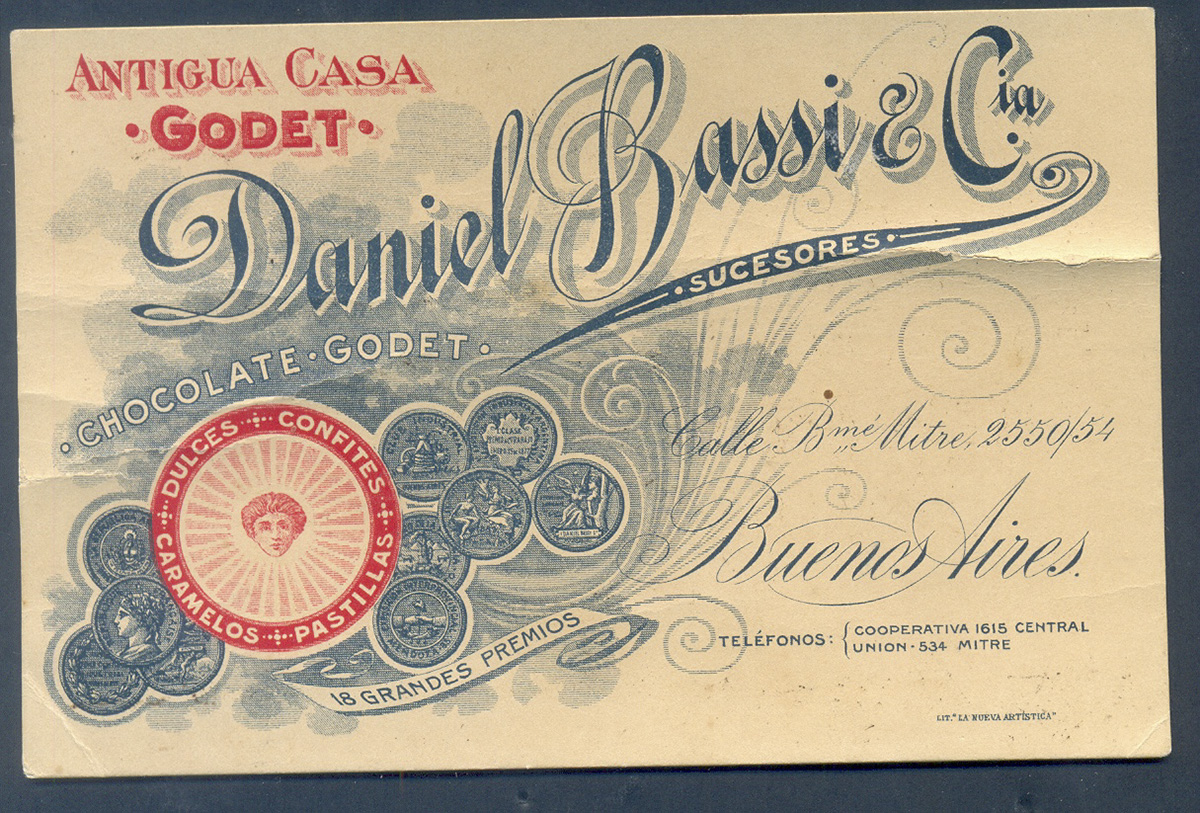 ANTIGUA CASA
• GODET •
Daniel Bassi & Cia.
• SUCESORES •
• CHOCOLATE • GODET •
DULCES CONFITES
CARAMELOS PASTILLAS
18 GRANDES PREMIOS
Calle Bmé Mitre, 2550/54
Buenos Aires.
TELÉFONOS: { COOPERATIVA 1615 CENTRAL
UNION • 534 MITRE
LIT. "LA NUEVA ARTÍSTICA"